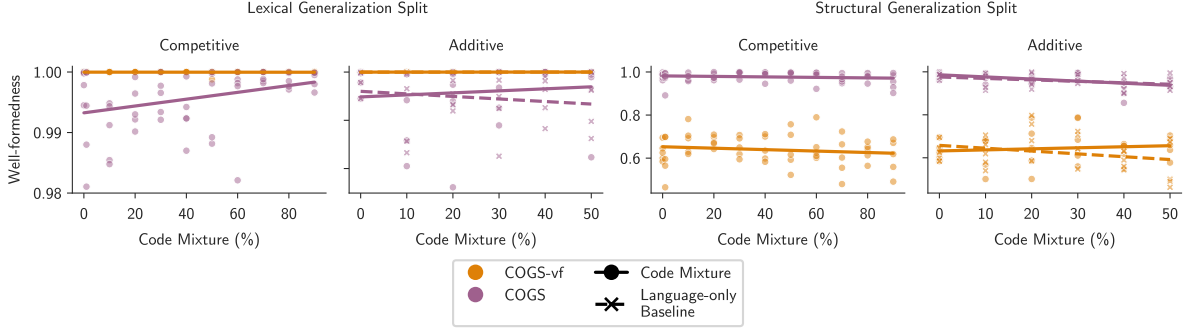 Lexical Generalization Split
Structural Generalization Split
Competitive
Additive
Competitive
Additive
Well-formedness
1.00
0.99
0.98
1.0
0.8
0.6
0 20 40 60 80
0 10 20 30 40 50
0 20 40 60 80
0 10 20 30 40 50
Code Mixture (%)
Code Mixture (%)
Code Mixture (%)
Code Mixture (%)
COGS-vf
COGS
Code Mixture
Language-only
Baseline